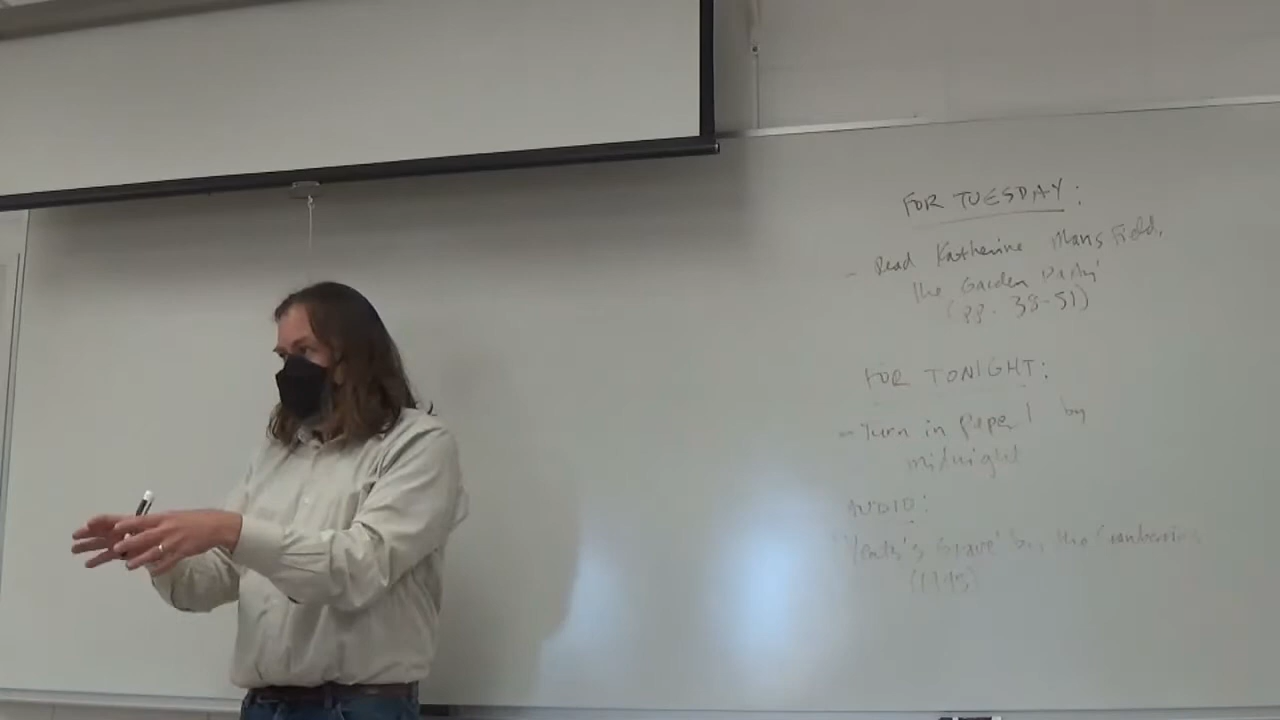 FOR TUESDAY:
- Read Katherine Mansfield,
'The Garden Party'
(pp. 38-51)
FOR TONIGHT:
- Turn in Paper 1 by
midnight
AUDIO:
'Yeats's Grave' by the Cranberries